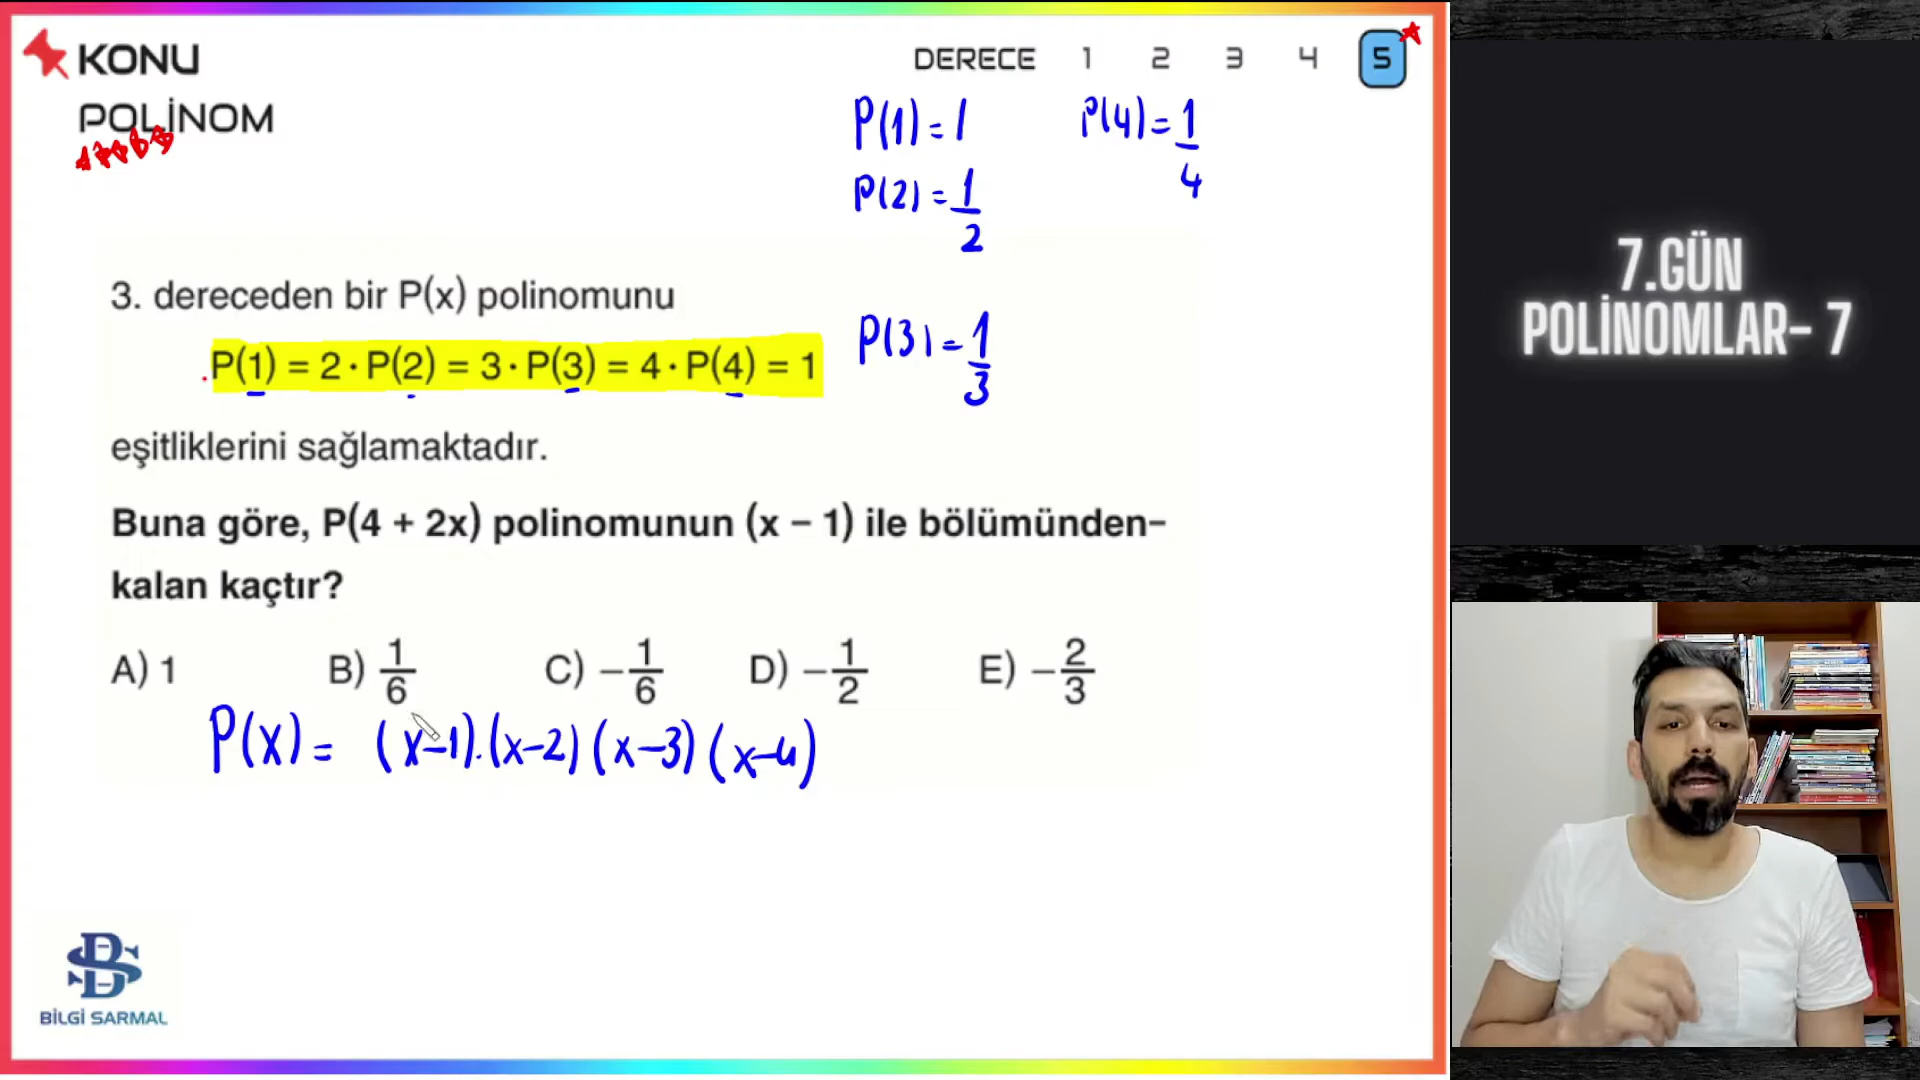 KONU
POLİNOM
DERECE 1 2 3 4 5
P(1) = 1
P(4) = 1/4
P(2) = 1/2
3. dereceden bir P(x) polinomunu
P(1) = 2 · P(2) = 3 · P(3) = 4 · P(4) = 1
P(3) = 1/3
eşitliklerini sağlamaktadır.
Buna göre, P(4 + 2x) polinomunun (x − 1) ile bölümünden-
kalan kaçtır?
A) 1 B) 1/6 C) −1/6 D) −1/2 E) −2/3
P(x) = (x−1).(x−2)(x−3)(x−4)
BİLGİ SARMAL
7.GÜN
POLİNOMLAR- 7